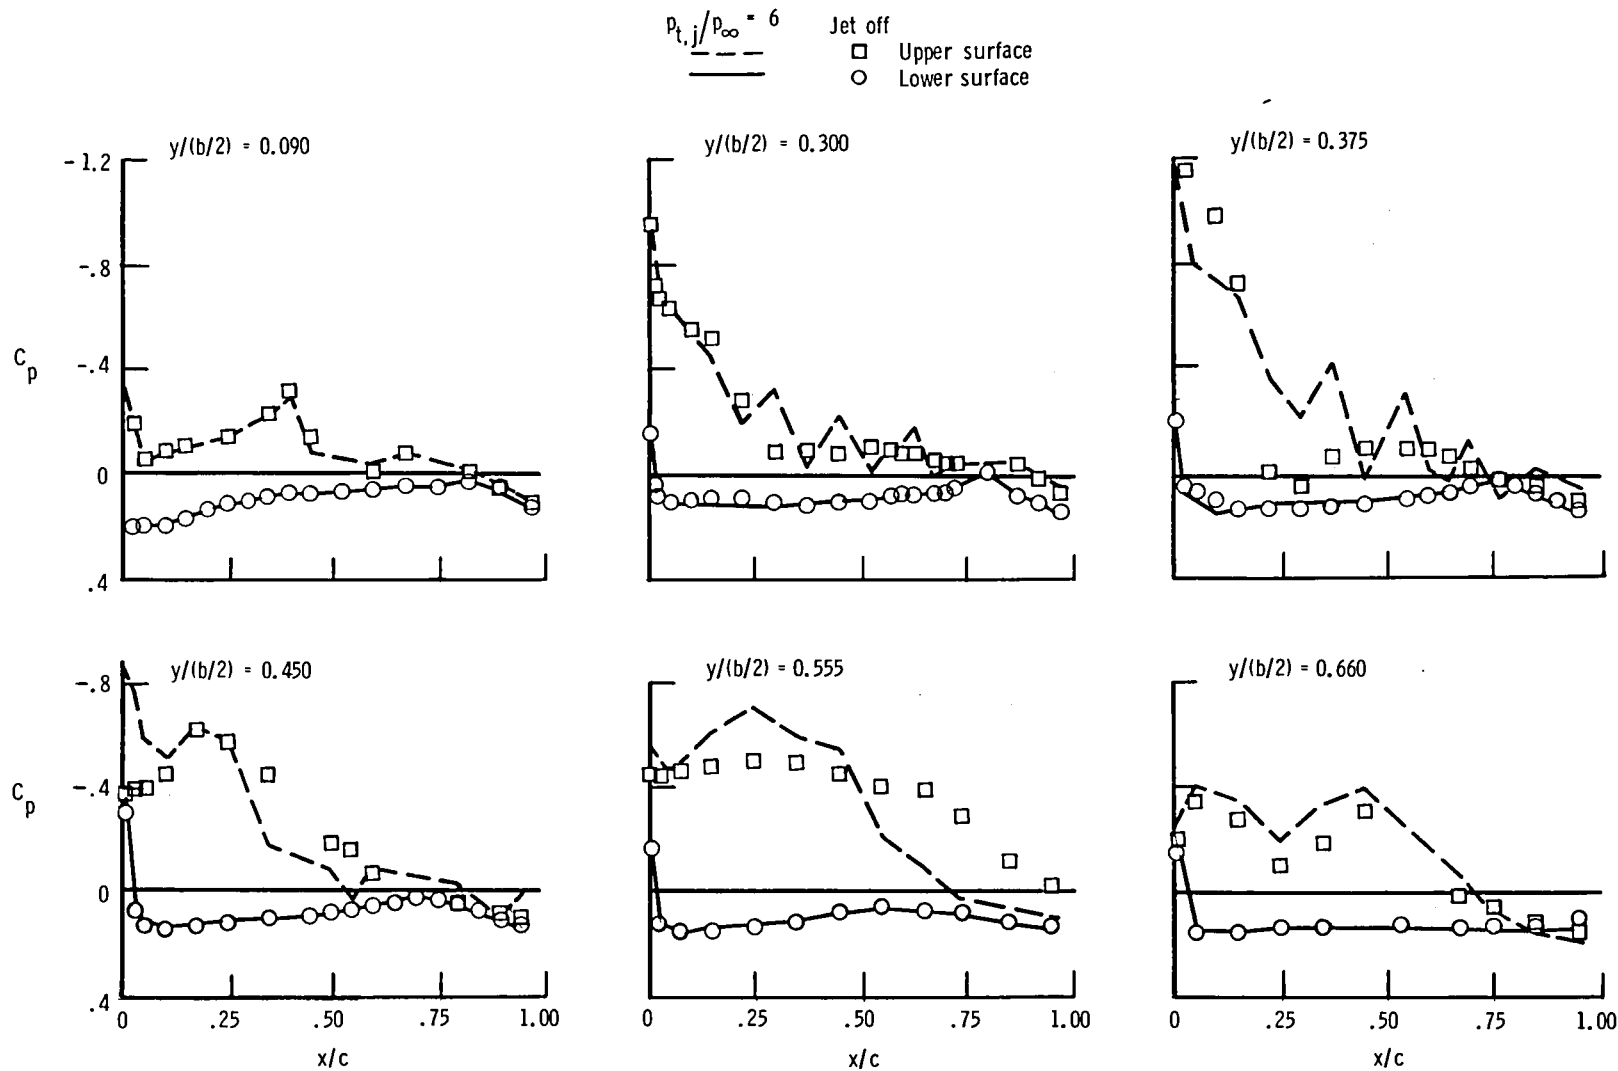 p_t,j/p_∞ = 6 Jet off
Upper surface
Lower surface
y/(b/2) = 0.090
y/(b/2) = 0.300
y/(b/2) = 0.375
-1.2
-.8
-.4
C_p
0
.4
y/(b/2) = 0.450
y/(b/2) = 0.555
y/(b/2) = 0.660
-.8
-.4
C_p
0
.4
0 .25 .50 .75 1.00 0 .25 .50 .75 1.00 0 .25 .50 .75 1.00
x/c x/c x/c